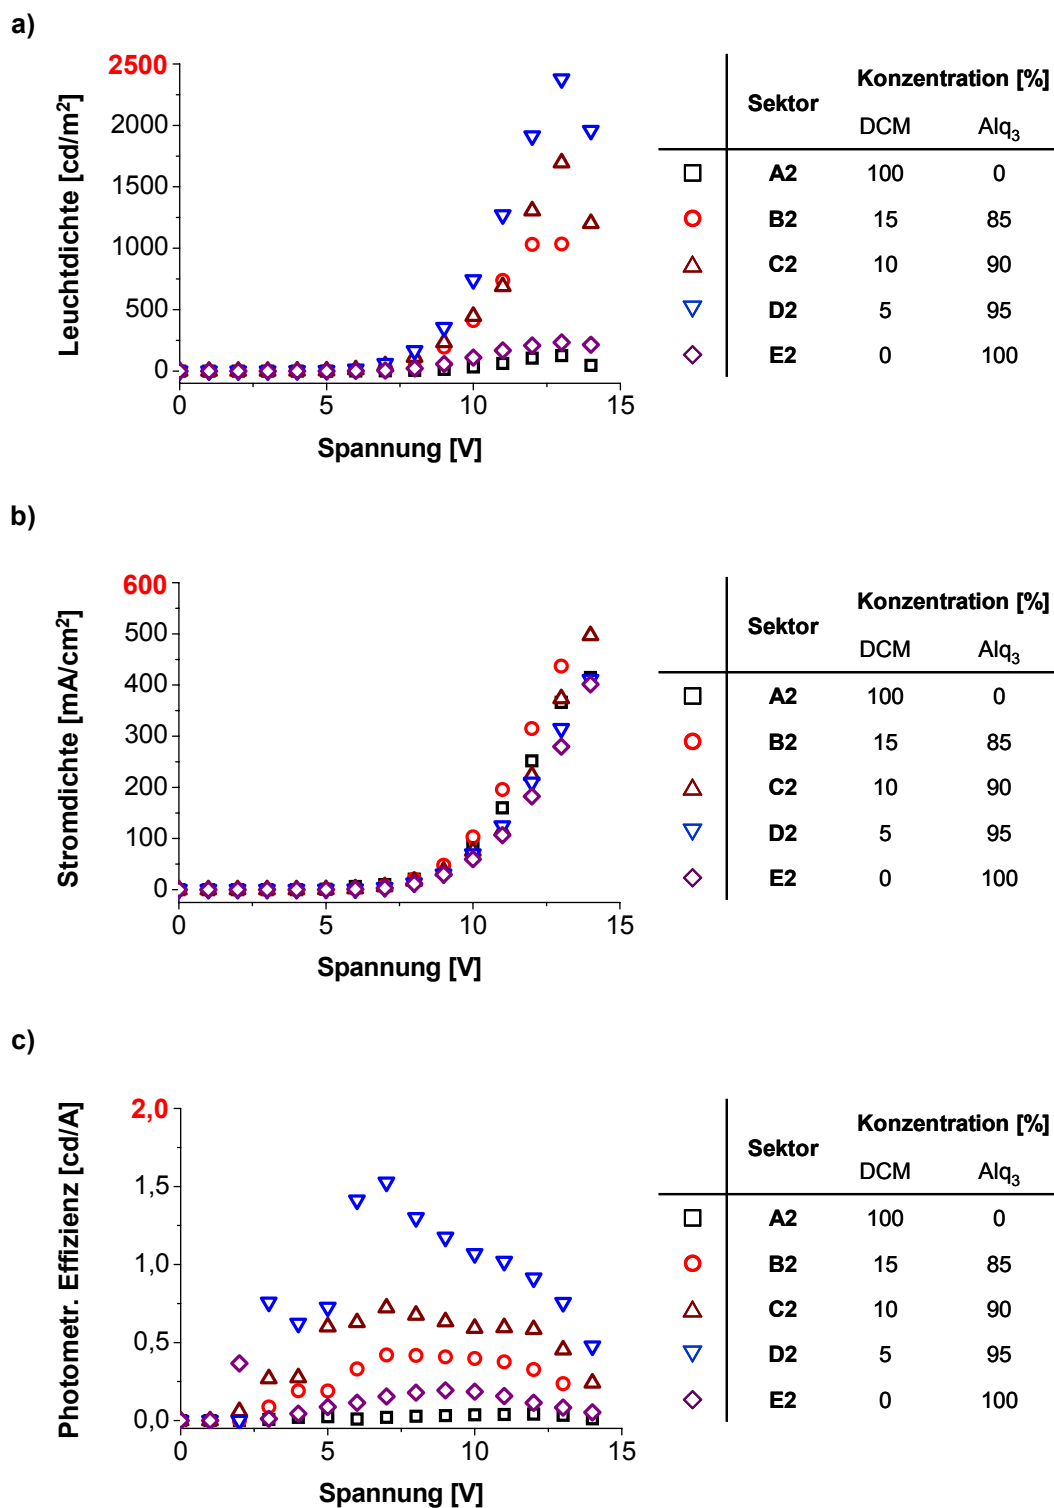 a)
2500
2000
1500
1000
500
0
0 5 10 15
Leuchtdichte [cd/m²]
Spannung [V]
Sektor Konzentration [%]
DCM Alq₃
A2 100 0
B2 15 85
C2 10 90
D2 5 95
E2 0 100
b)
600
500
400
300
200
100
0
0 5 10 15
Stromdichte [mA/cm²]
Spannung [V]
Sektor Konzentration [%]
DCM Alq₃
A2 100 0
B2 15 85
C2 10 90
D2 5 95
E2 0 100
c)
2,0
1,5
1,0
0,5
0,0
0 5 10 15
Photometr. Effizienz [cd/A]
Spannung [V]
Sektor Konzentration [%]
DCM Alq₃
A2 100 0
B2 15 85
C2 10 90
D2 5 95
E2 0 100